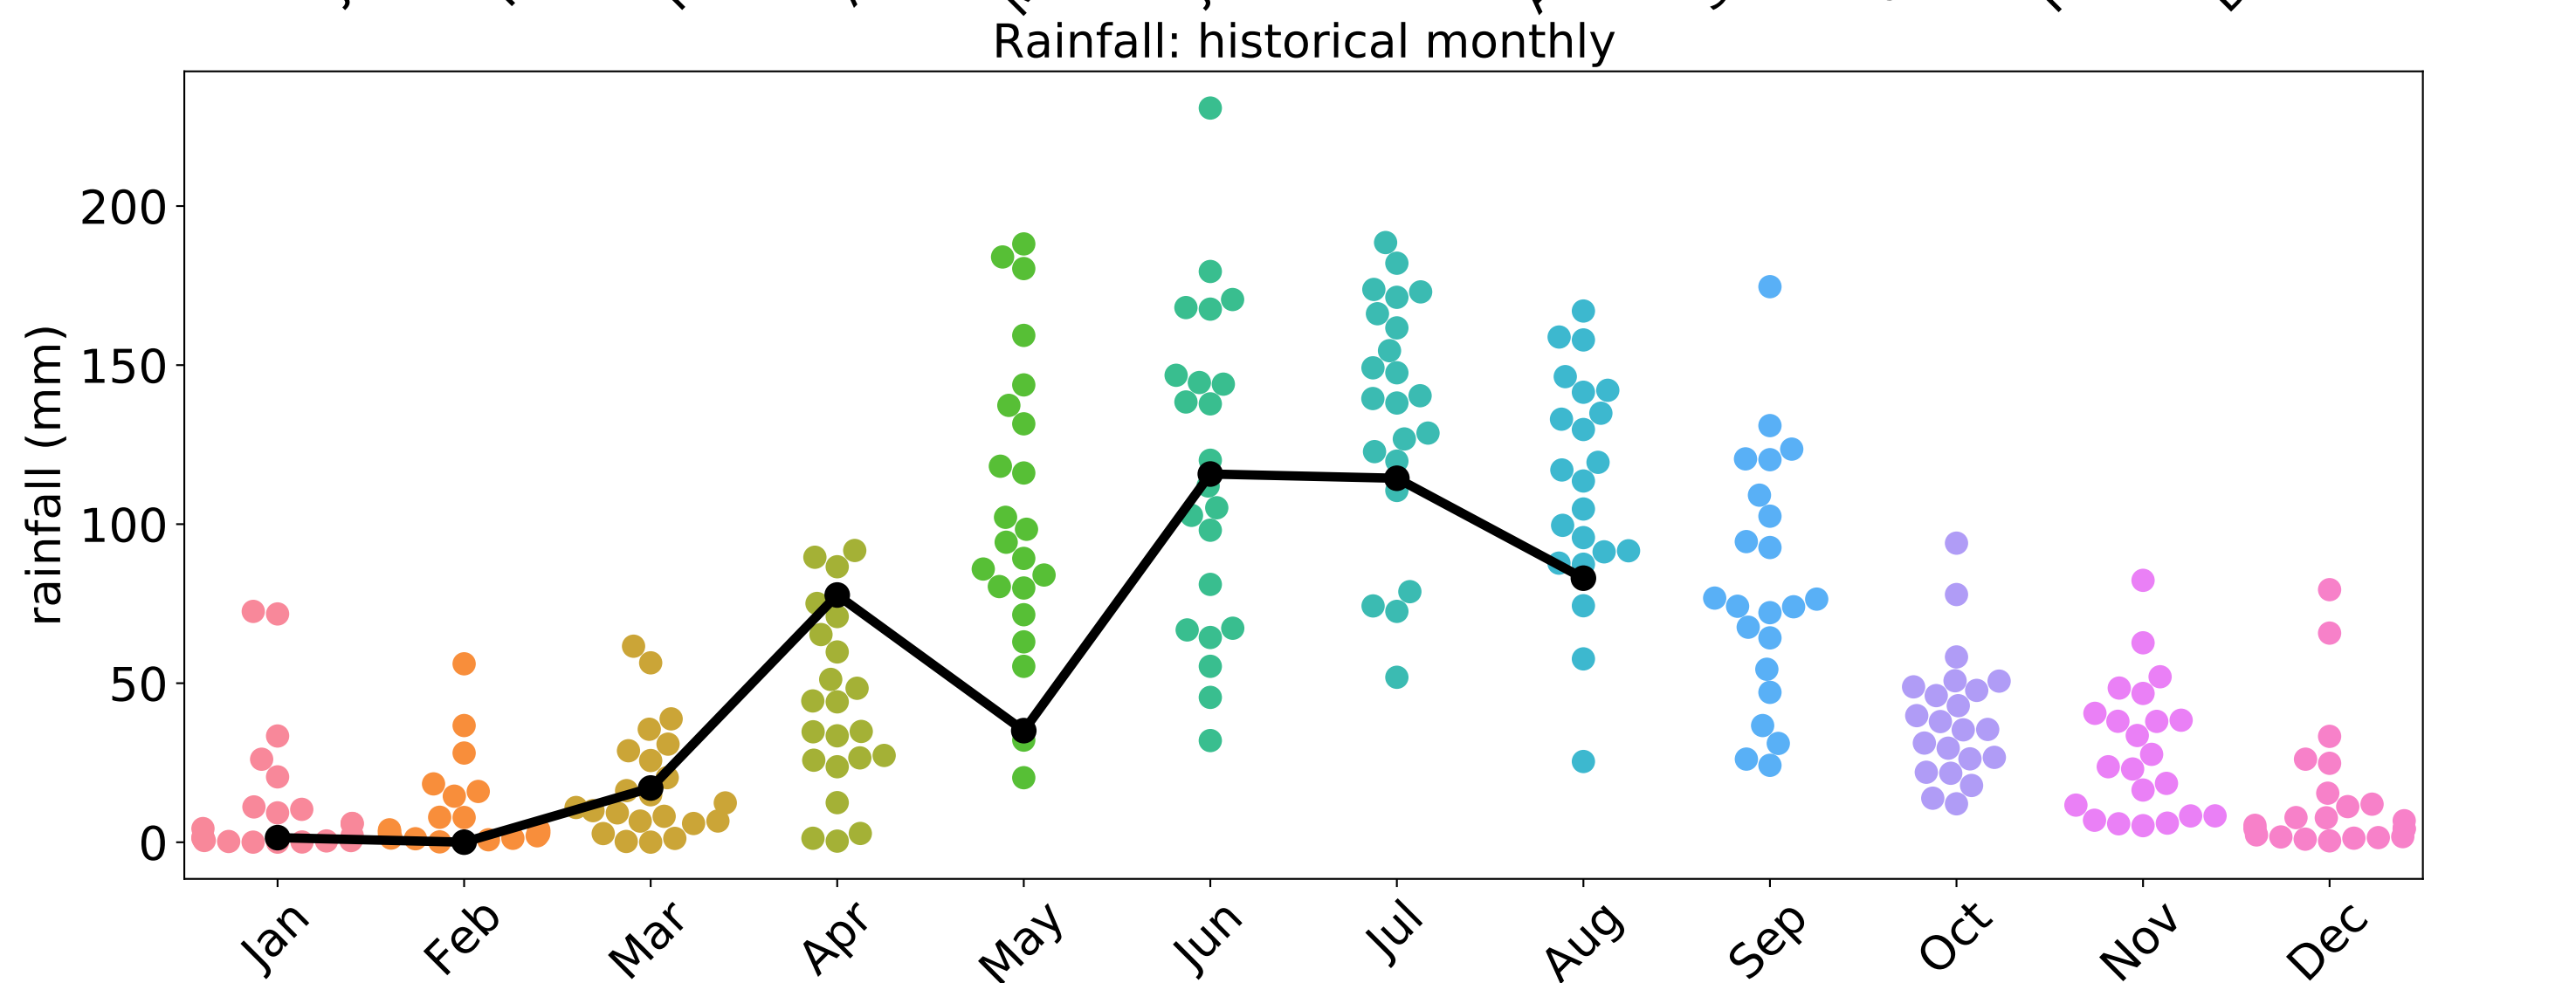 Rainfall: historical monthly
rainfall (mm)
200
150
100
50
0
Jan
Feb
Mar
Apr
May
Jun
Jul
Aug
Sep
Oct
Nov
Dec